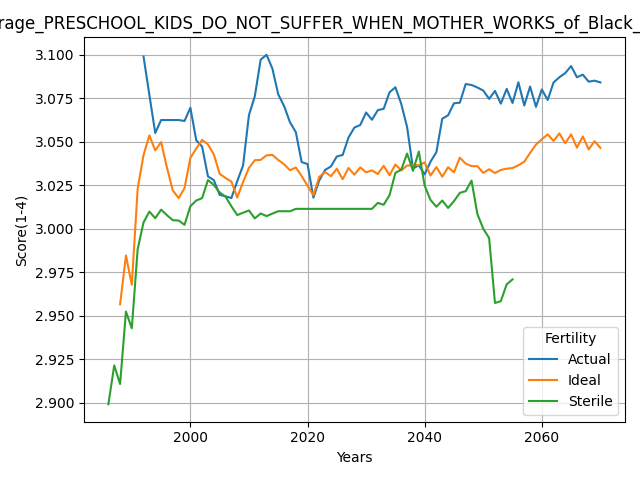 rage_PRESCHOOL_KIDS_DO_NOT_SUFFER_WHEN_MOTHER_WORKS_of_Black_
3.100
3.075
3.050
3.025
3.000
2.975
2.950
2.925
2.900
Score(1-4)
2000 2020 2040 2060
Years
Fertility
Actual
Ideal
Sterile